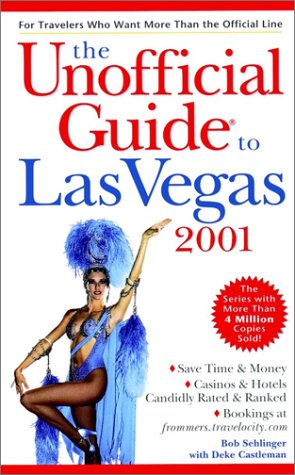 For Travelers Who Want More Than the Official Line
the
Unofficial
Guide® to
Las Vegas
2001
The
Series with
More Than
4 Million
Copies
Sold!
♦ Save Time & Money
♦ Casinos & Hotels
Candidly Rated & Ranked
♦ Bookings at
frommers.travelocity.com
Bob Sehlinger
with Deke Castleman